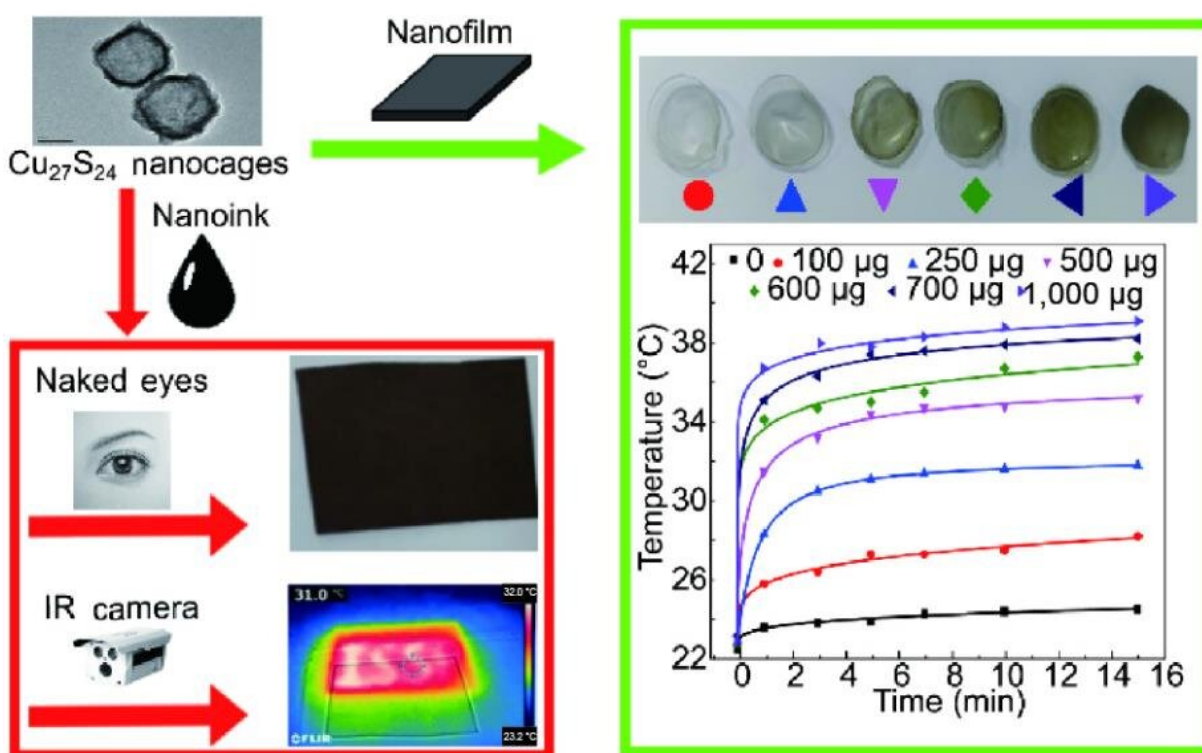 Nanofilm
Cu₂₇S₂₄ nanocages
Nanoink
Naked eyes
IR camera
31.0 °C
32.0 °C
23.2 °C
FLIR
0 100 µg 250 µg 500 µg
600 µg 700 µg 1,000 µg
Temperature (°C)
42
38
34
30
26
22
0 2 4 6 8 10 12 14 16
Time (min)